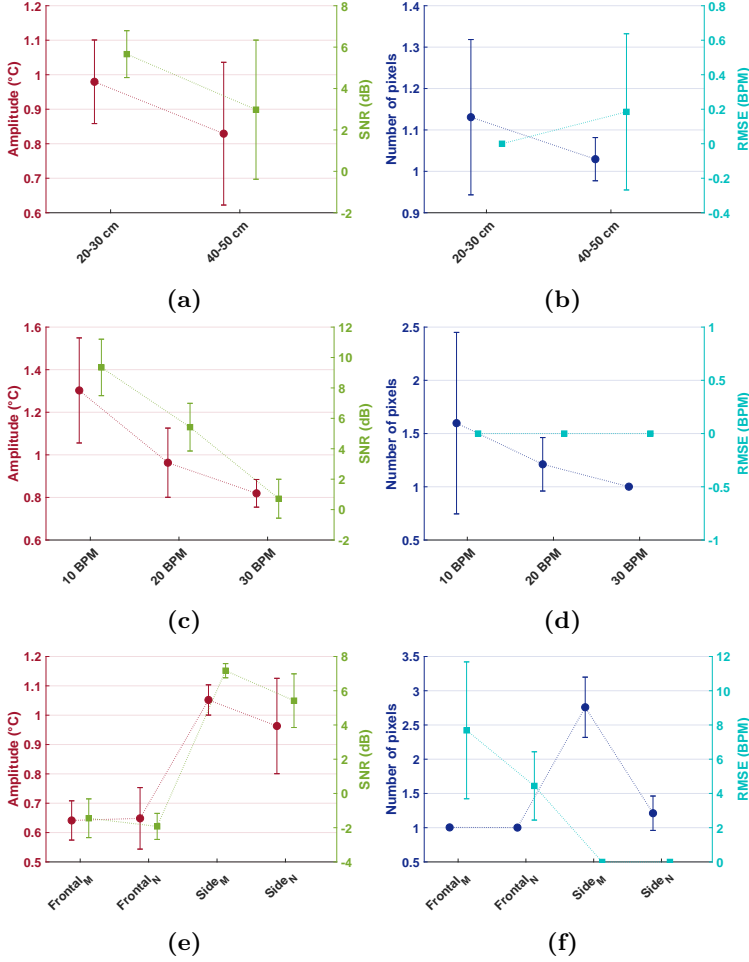 1.2
1.1
1
0.9
0.8
0.7
0.6
Amplitude (°C)
8
6
4
2
0
-2
SNR (dB)
20-30 cm
40-50 cm
(a)
1.4
1.3
1.2
1.1
1
0.9
Number of pixels
0.8
0.6
0.4
0.2
0
-0.2
-0.4
RMSE (BPM)
20-30 cm
40-50 cm
(b)
1.6
1.4
1.2
1
0.8
0.6
Amplitude (°C)
12
10
8
6
4
2
0
-2
SNR (dB)
10 BPM
20 BPM
30 BPM
(c)
2.5
2
1.5
1
0.5
Number of pixels
1
0.5
0
-0.5
-1
RMSE (BPM)
10 BPM
20 BPM
30 BPM
(d)
1.2
1.1
1
0.9
0.8
0.7
0.6
0.5
Amplitude (°C)
8
6
4
2
0
-2
-4
SNR (dB)
Frontal_M
Frontal_N
Side_M
Side_N
(e)
3.5
3
2.5
2
1.5
1
0.5
Number of pixels
12
10
8
6
4
2
0
RMSE (BPM)
Frontal_M
Frontal_N
Side_M
Side_N
(f)